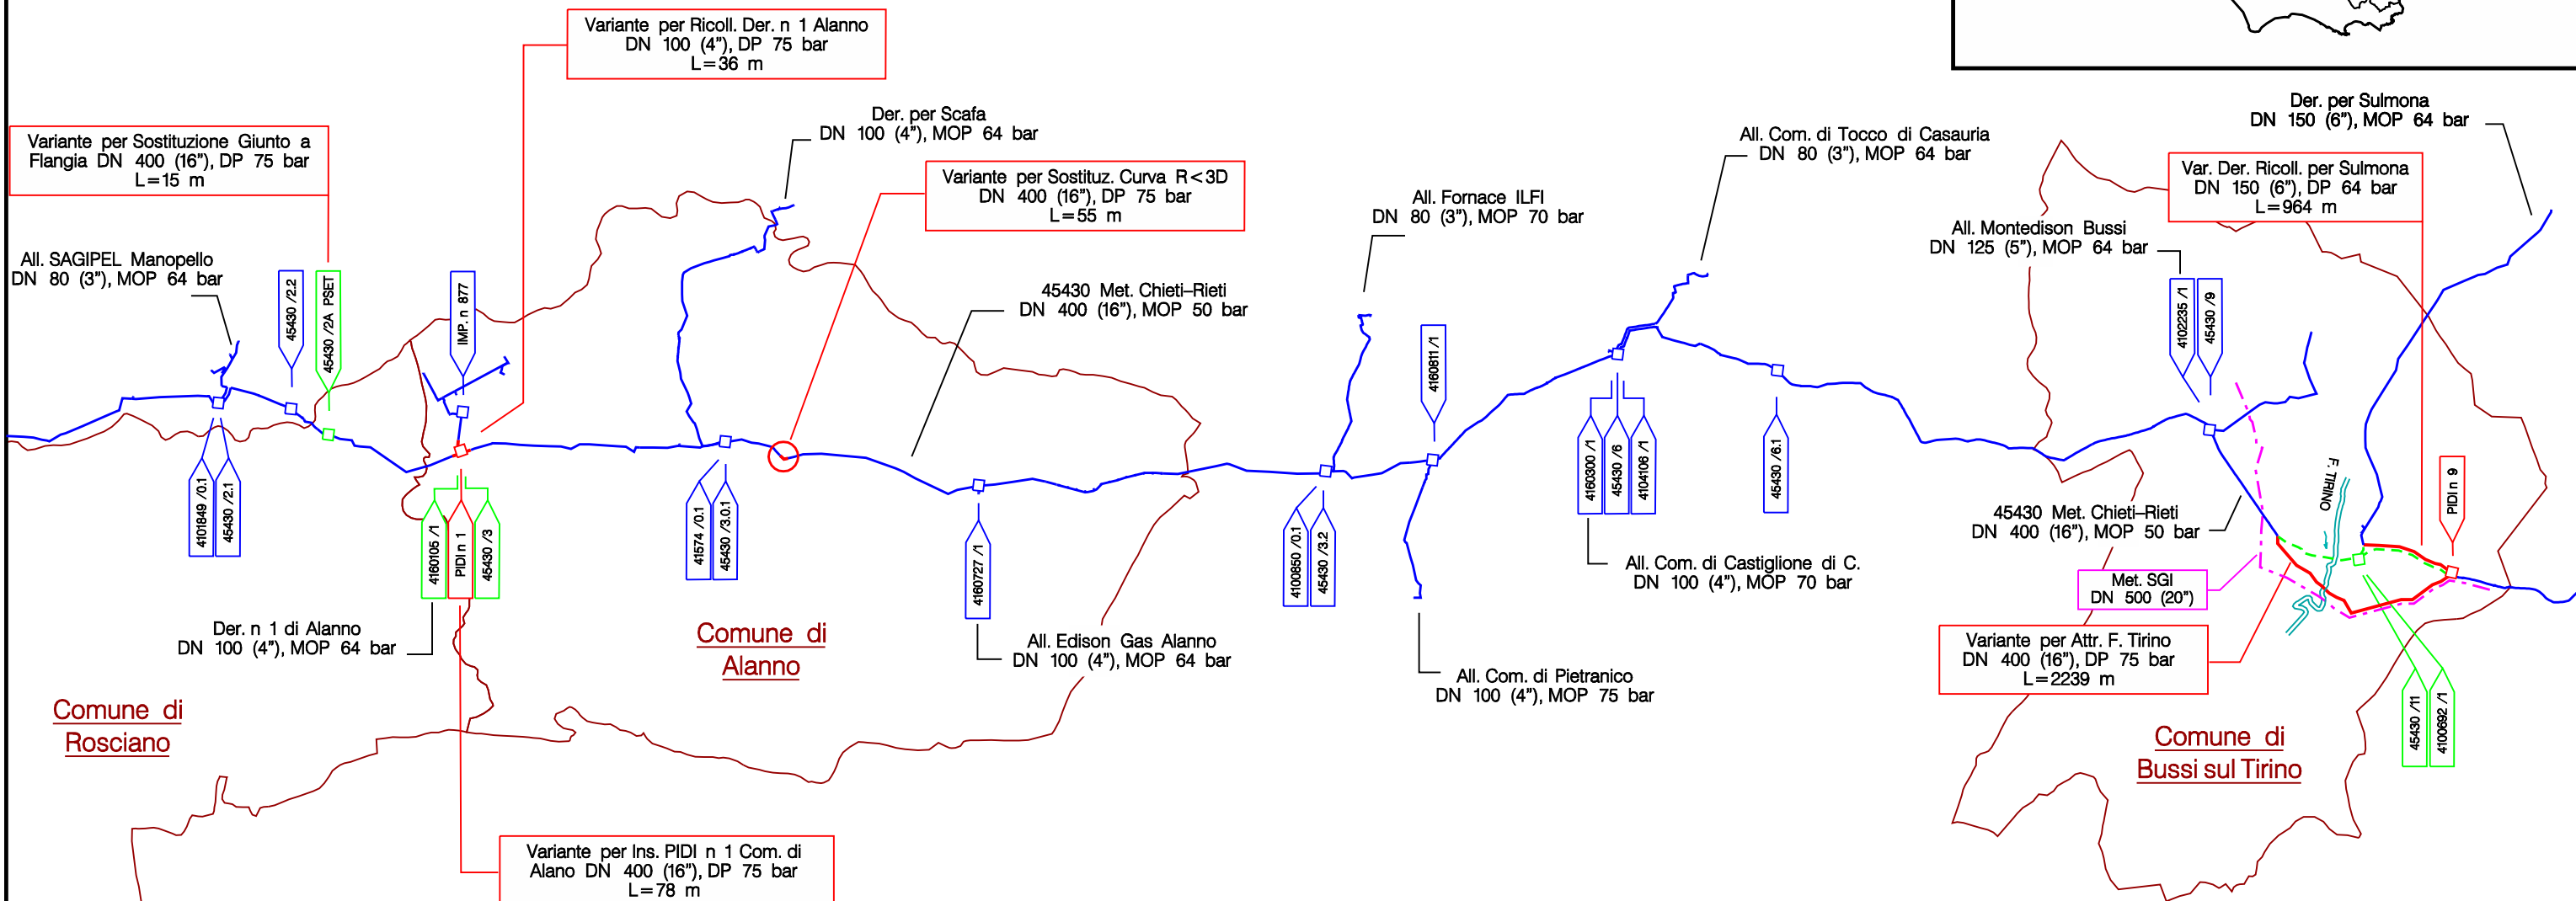 Variante per Ricoll. Der. n 1 Alanno
DN 100 (4"), DP 75 bar
L=36 m
Variante per Sostituzione Giunto a
Flangia DN 400 (16"), DP 75 bar
L=15 m
Der. per Scafa
DN 100 (4"), MOP 64 bar
Variante per Sostituz. Curva R<3D
DN 400 (16"), DP 75 bar
L=55 m
All. Com. di Tocco di Casauria
DN 80 (3"), MOP 64 bar
Der. per Sulmona
DN 150 (6"), MOP 64 bar
Var. Der. Ricoll. per Sulmona
DN 150 (6"), DP 64 bar
L=964 m
All. Fornace ILFI
DN 80 (3"), MOP 70 bar
All. Montedison Bussi
DN 125 (5"), MOP 64 bar
All. SAGIPEL Manopello
DN 80 (3"), MOP 64 bar
45430 /2.2
45430 /2A PSET
IMP. n 877
45430 Met. Chieti–Rieti
DN 400 (16"), MOP 50 bar
4160811 /1
4102235 /1
45430 /9
4101849 /0.1
45430 /2.1
4160105 /1
PIDI n 1
45430 /3
41574 /0.1
45430 /3.0.1
4160727 /1
4100850 /0.1
45430 /3.2
4160300 /1
45430 /6
4104106 /1
45430 /6.1
F. TIRINO
PIDI n 9
45430 Met. Chieti–Rieti
DN 400 (16"), MOP 50 bar
All. Com. di Castiglione di C.
DN 100 (4"), MOP 70 bar
Met. SGI
DN 500 (20")
Der. n 1 di Alanno
DN 100 (4"), MOP 64 bar
Comune di
Alanno
All. Edison Gas Alanno
DN 100 (4"), MOP 64 bar
All. Com. di Pietranico
DN 100 (4"), MOP 75 bar
Variante per Attr. F. Tirino
DN 400 (16"), DP 75 bar
L=2239 m
45430 /11
4100692 /1
Comune di
Rosciano
Comune di
Bussi sul Tirino
Variante per Ins. PIDI n 1 Com. di
Alano DN 400 (16"), DP 75 bar
L=78 m